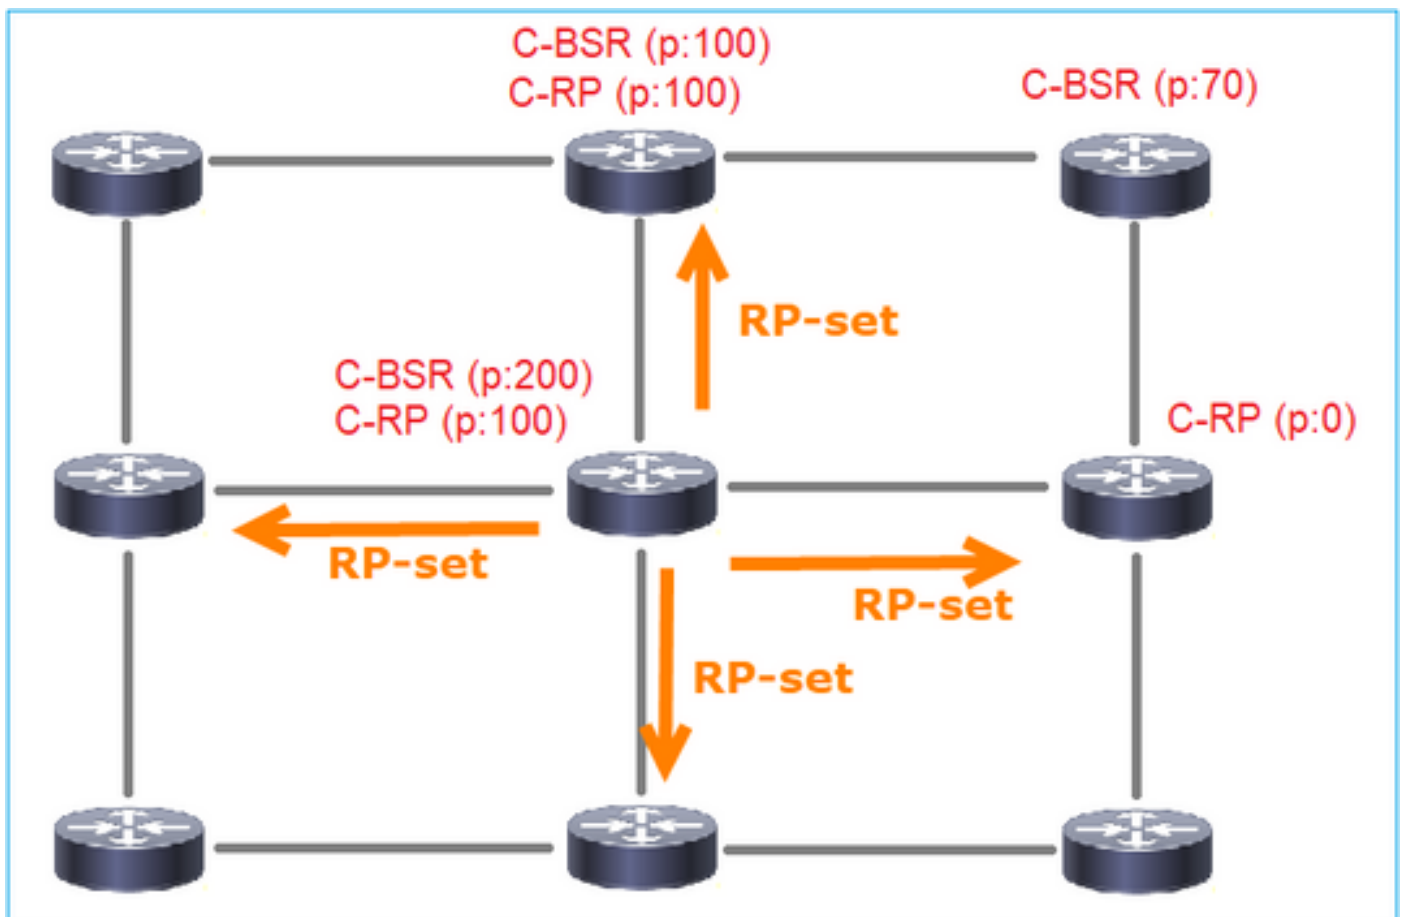 C-BSR (p:100)
C-RP (p:100)
C-BSR (p:70)
RP-set
C-BSR (p:200)
C-RP (p:100)
C-RP (p:0)
RP-set
RP-set
RP-set